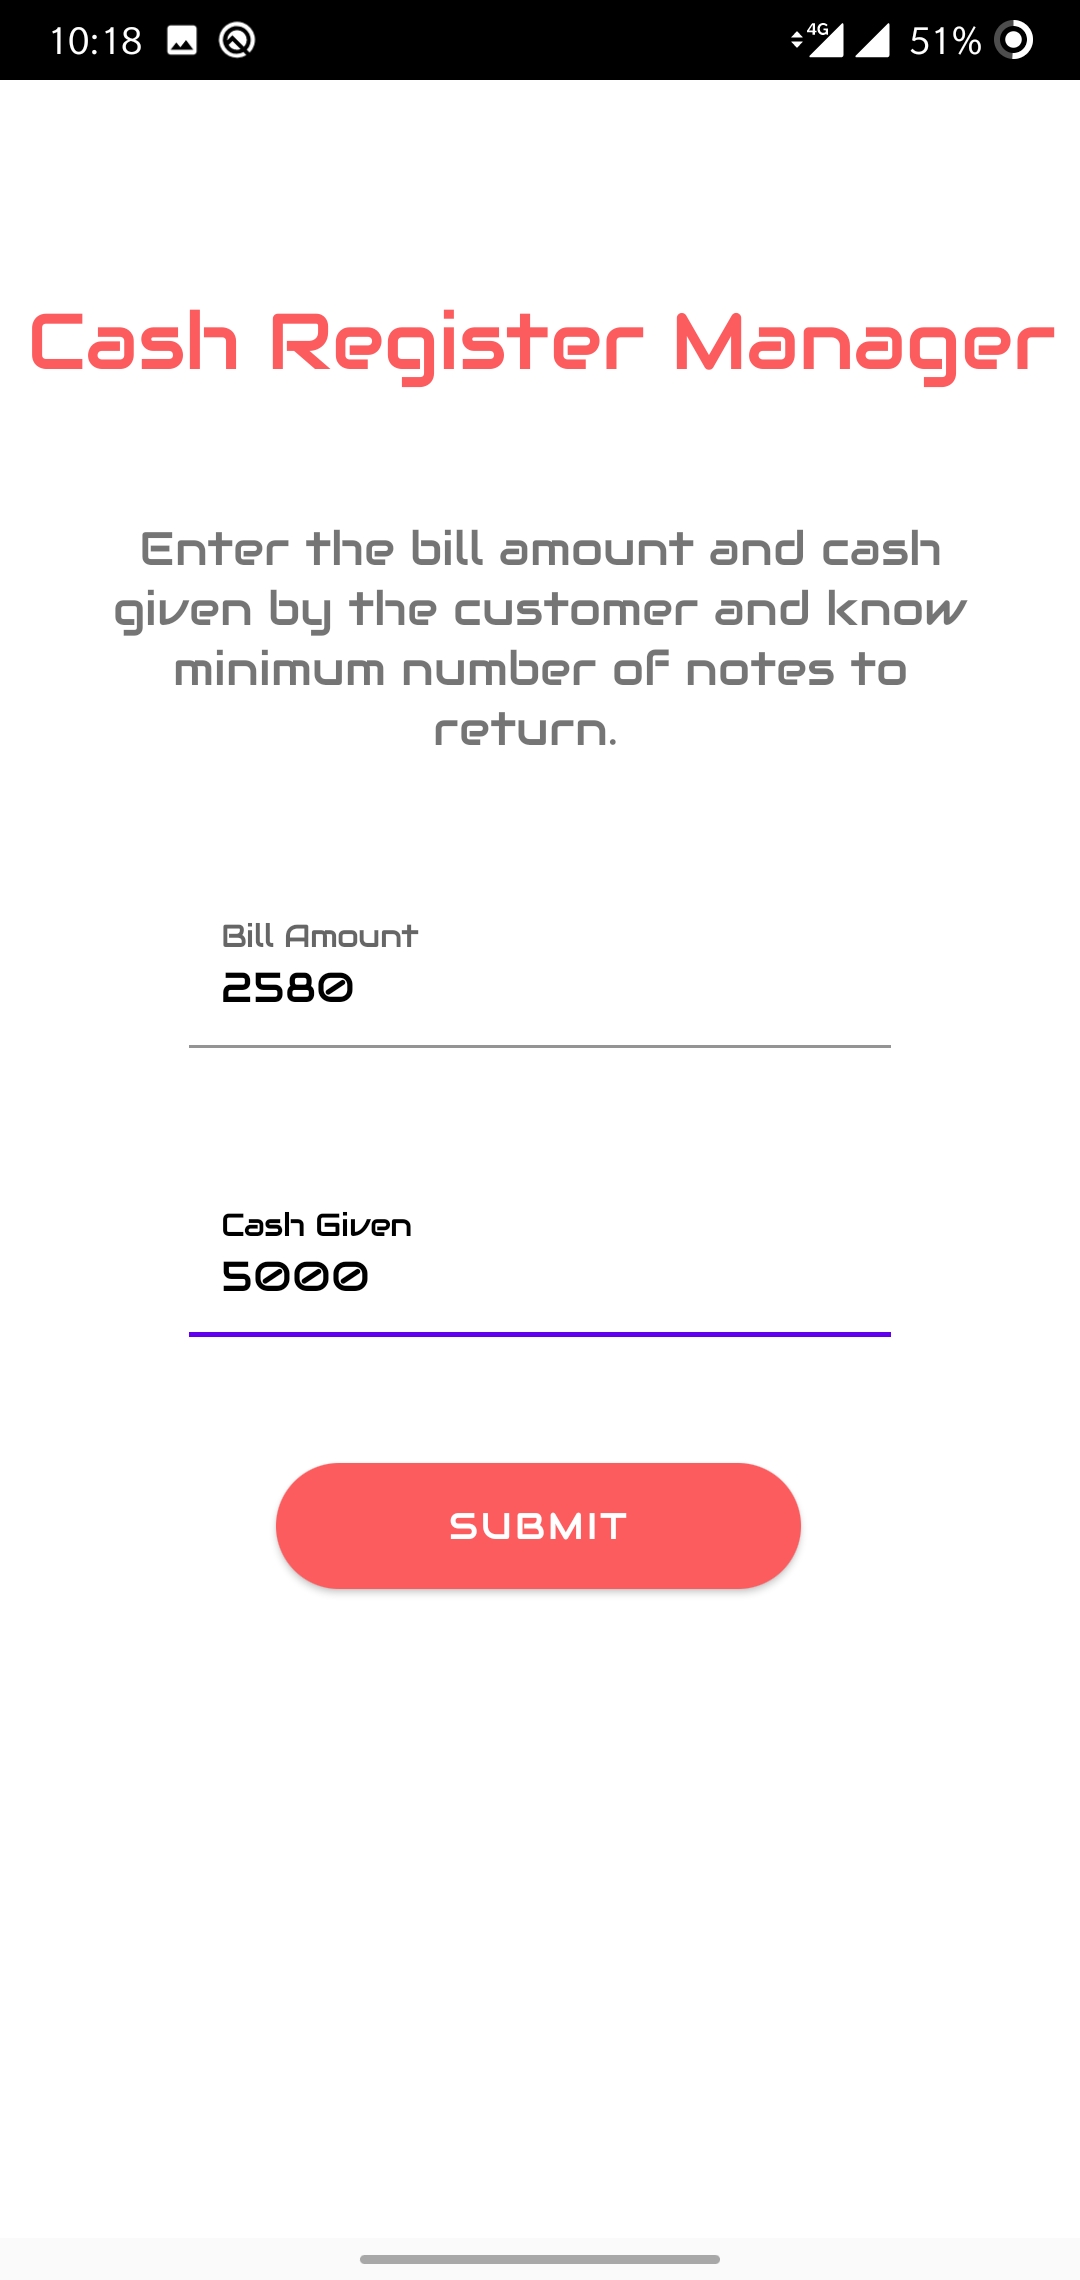 10:18
4G
51%
Cash Register Manager
Enter the bill amount and cash
given by the customer and know
minimum number of notes to
return.
Bill Amount
2580
Cash Given
5000
SUBMIT